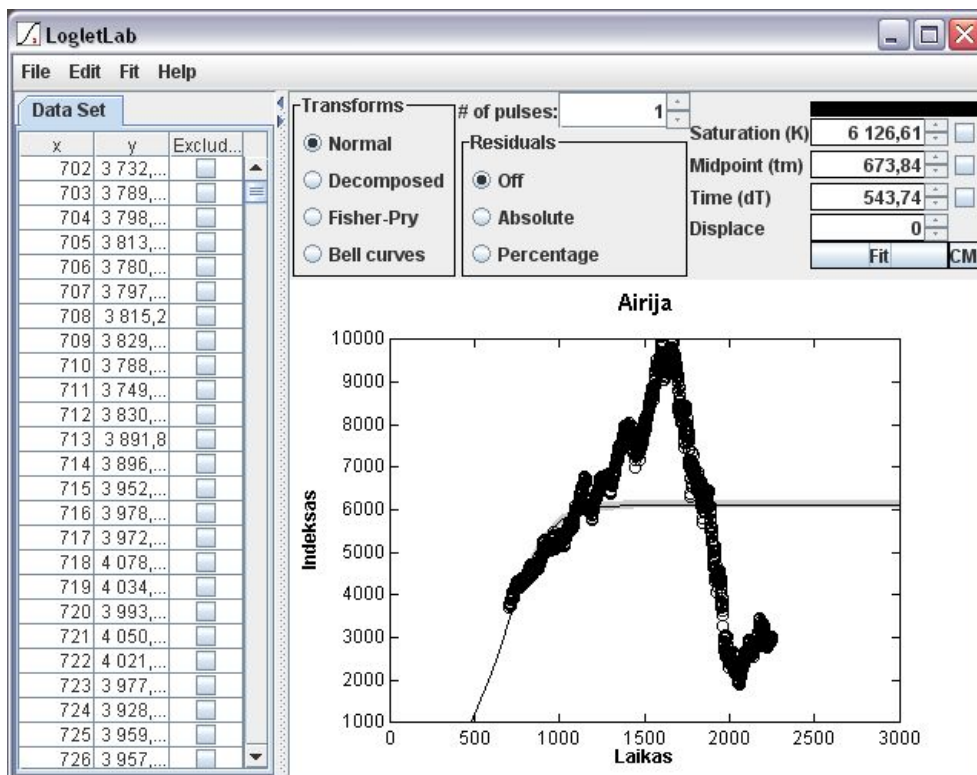 LogletLab
File Edit Fit Help
Data Set
x y Exclud...
702 3 732,...
703 3 789,...
704 3 798,...
705 3 813,...
706 3 780,...
707 3 797,...
708 3 815,2
709 3 829,...
710 3 788,...
711 3 749,...
712 3 830,...
713 3 891,8
714 3 896,...
715 3 952,...
716 3 978,...
717 3 972,...
718 4 078,...
719 4 034,...
720 3 993,...
721 4 050,...
722 4 021,...
723 3 977,...
724 3 928,...
725 3 959,...
726 3 957,...
Transforms
Normal
Decomposed
Fisher-Pry
Bell curves
# of pulses: 1
Residuals
Off
Absolute
Percentage
Saturation (K) 6 126,61
Midpoint (tm) 673,84
Time (dT) 543,74
Displace 0
Fit CM
Airija
10000
9000
8000
7000
6000
5000
4000
3000
2000
1000
Indeksas
0 500 1000 1500 2000 2500 3000
Laikas